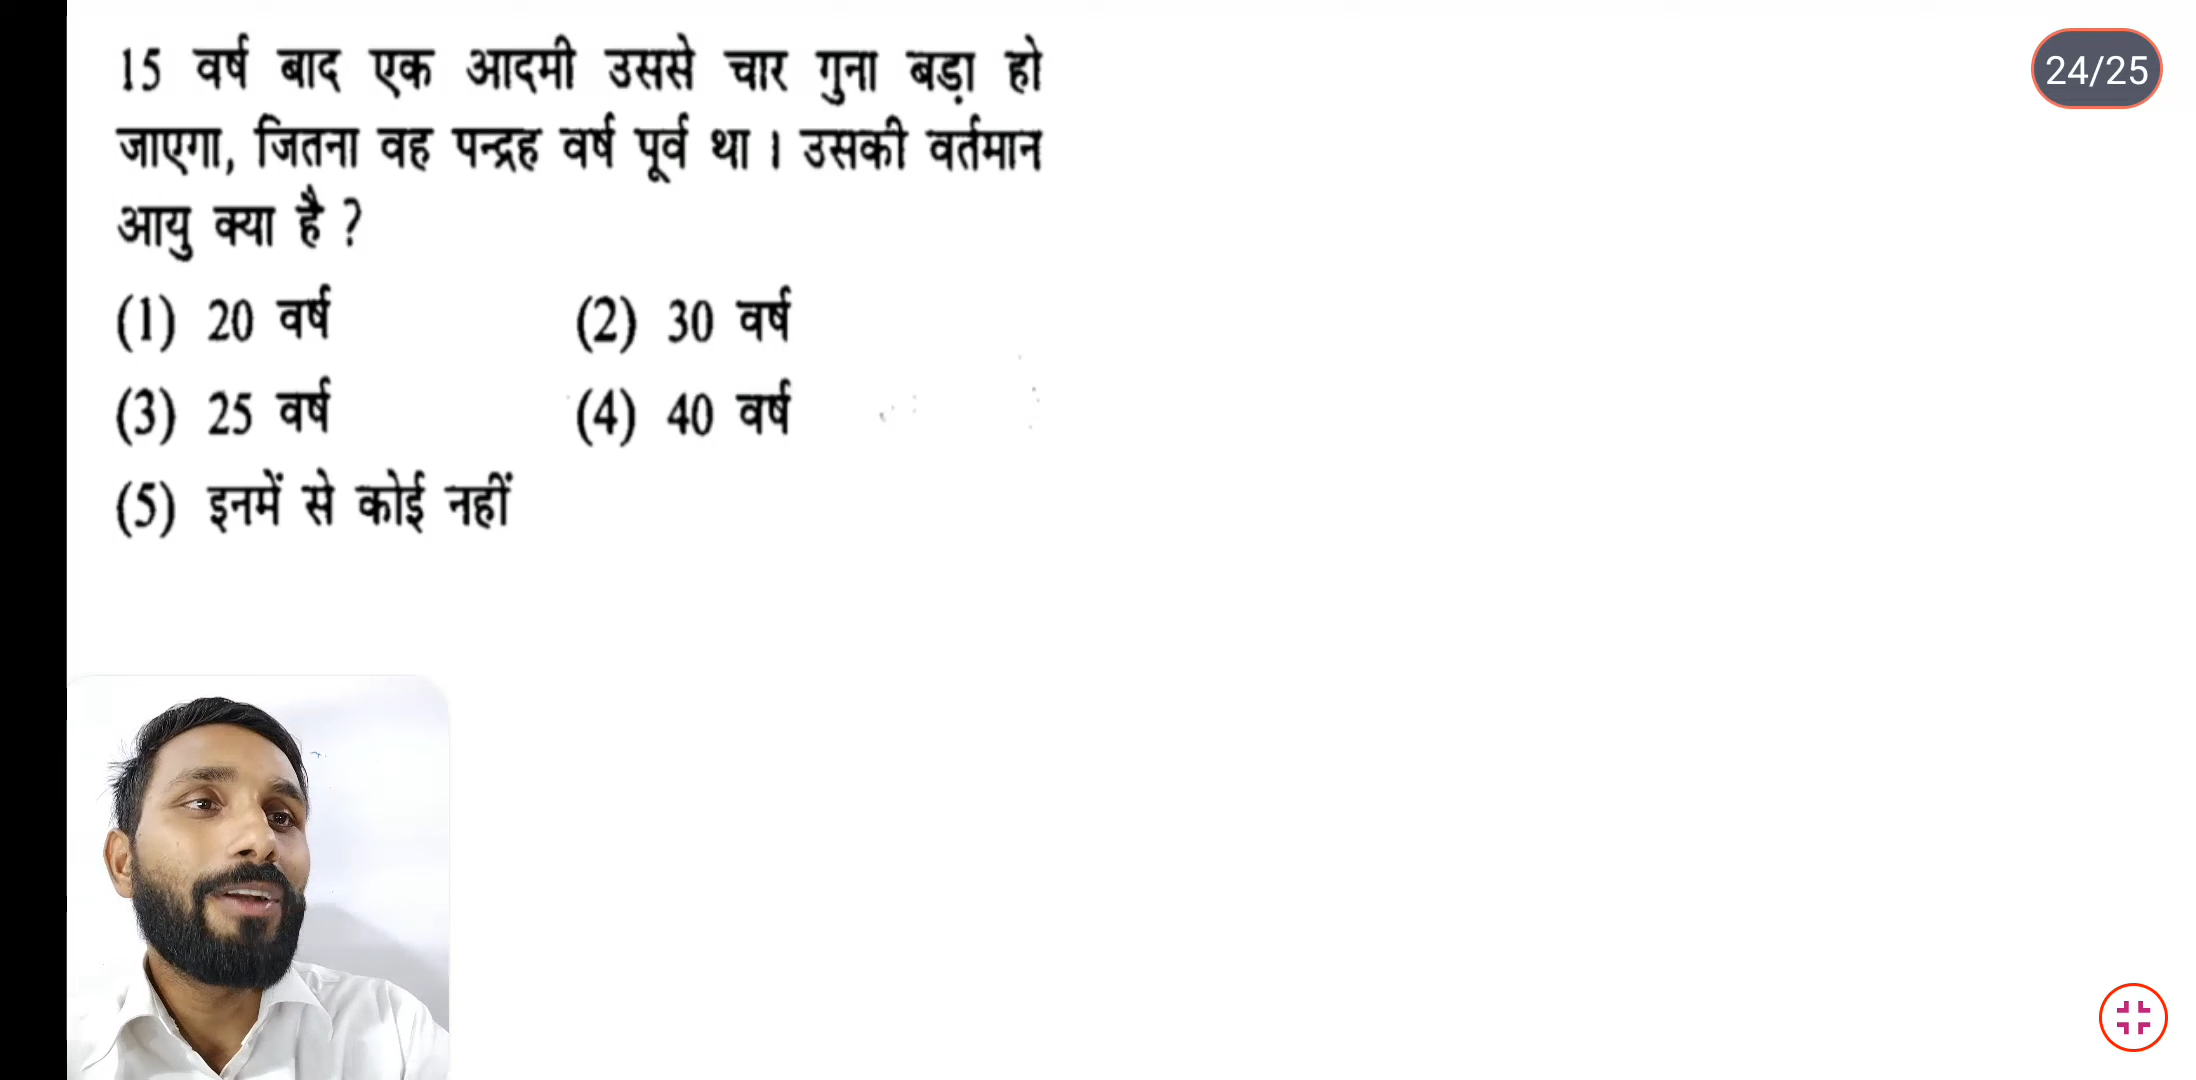 15 वर्ष बाद एक आदमी उससे चार गुना बड़ा हो
जाएगा, जितना वह पन्द्रह वर्ष पूर्व था। उसकी वर्तमान
आयु क्या है ?
(1) 20 वर्ष (2) 30 वर्ष
(3) 25 वर्ष (4) 40 वर्ष
(5) इनमें से कोई नहीं
24/25